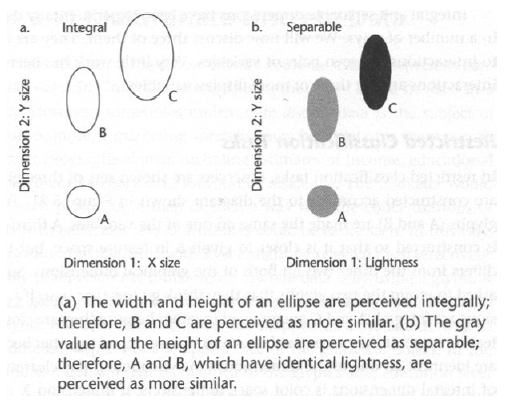 a. Integral
Dimension 2: Y size
C
B
A
Dimension 1: X size
b. Separable
Dimension 2: Y size
C
B
A
Dimension 1: Lightness
(a) The width and height of an ellipse are perceived integrally;
therefore, B and C are perceived as more similar. (b) The gray
value and the height of an ellipse are perceived as separable;
therefore, A and B, which have identical lightness, are
perceived as more similar.